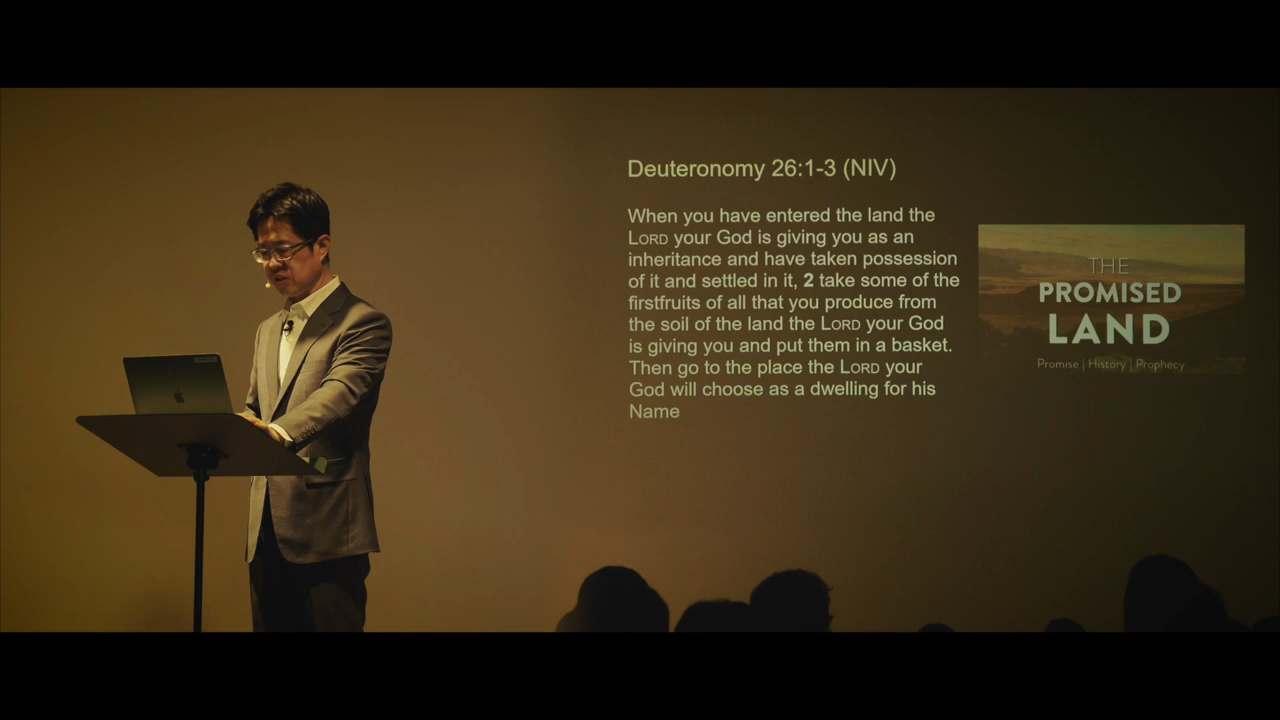 Deuteronomy 26:1-3 (NIV)
When you have entered the land the
LORD your God is giving you as an
inheritance and have taken possession
of it and settled in it, 2 take some of the
firstfruits of all that you produce from
the soil of the land the LORD your God
is giving you and put them in a basket.
Then go to the place the LORD your
God will choose as a dwelling for his
Name
THE
PROMISED
LAND
Promise | History | Prophecy